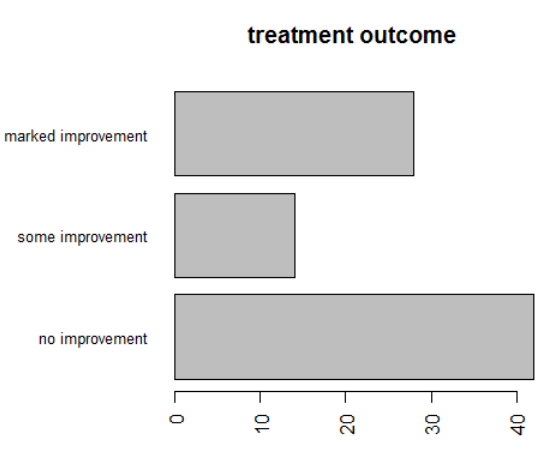 treatment outcome
marked improvement
some improvement
no improvement
0 10 20 30 40